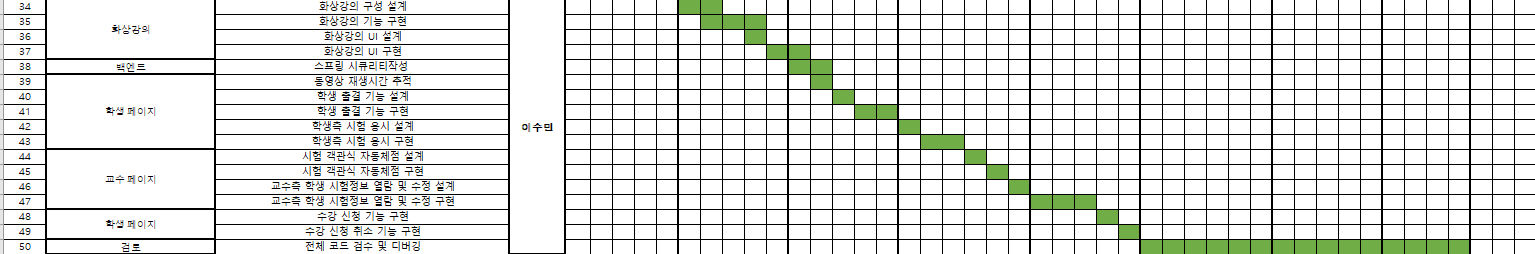 34 화상강의 구성 설계
35 화상강의 기능 구현
화상강의
36 화상강의 UI 설계
37 화상강의 UI 구현
38 백엔드 스프링 시큐리티작성
39 동영상 재생시간 추적
40 학생 출결 기능 설계
41 학생 페이지 학생 출결 기능 구현
42 학생측 시험 응시 설계 이수민
43 학생측 시험 응시 구현
44 시험 객관식 자동체점 설계
45 시험 객관식 자동체점 구현
교수 페이지
46 교수측 학생 시험정보 열람 및 수정 설계
47 교수측 학생 시험정보 열람 및 수정 구현
48 수강 신청 기능 구현
학생 페이지
49 수강 신청 취소 기능 구현
50 검토 전체 코드 검수 및 디버깅